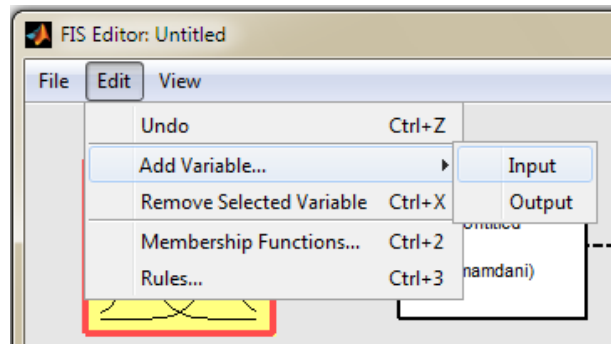 FIS Editor: Untitled
File Edit View
Undo Ctrl+Z
Add Variable...
Input
Remove Selected Variable Ctrl+X
Output
Membership Functions... Ctrl+2
Rules... Ctrl+3